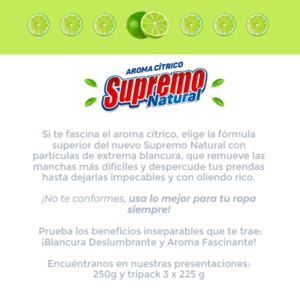 AROMA CÍTRICO
Supremo
Natural
Si te fascina el aroma cítrico, elige la fórmula
superior del nuevo Supremo Natural con
partículas de extrema blancura, que remueve las
manchas más difíciles y despercude tus prendas
hasta dejarlas impecables y con oliendo rico.
¡No te conformes, usa lo mejor para tu ropa
siempre!
Prueba los beneficios inseparables que te trae:
¡Blancura Deslumbrante y Aroma Fascinante!
Encuéntranos en nuestras presentaciones:
250g y tripack 3 x 225 g